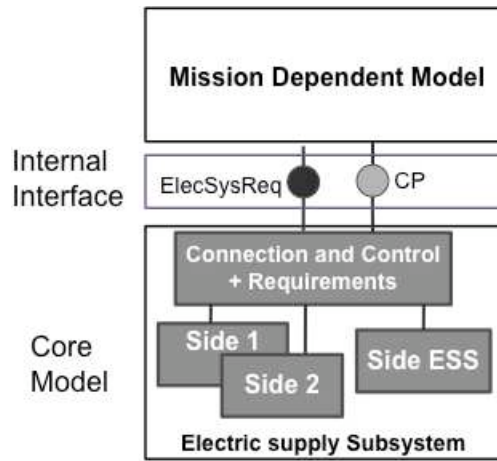 Mission Dependent Model
Internal
Interface
ElecSysReq
CP
Connection and Control
+ Requirements
Side 1
Side 2
Side ESS
Core
Model
Electric supply Subsystem